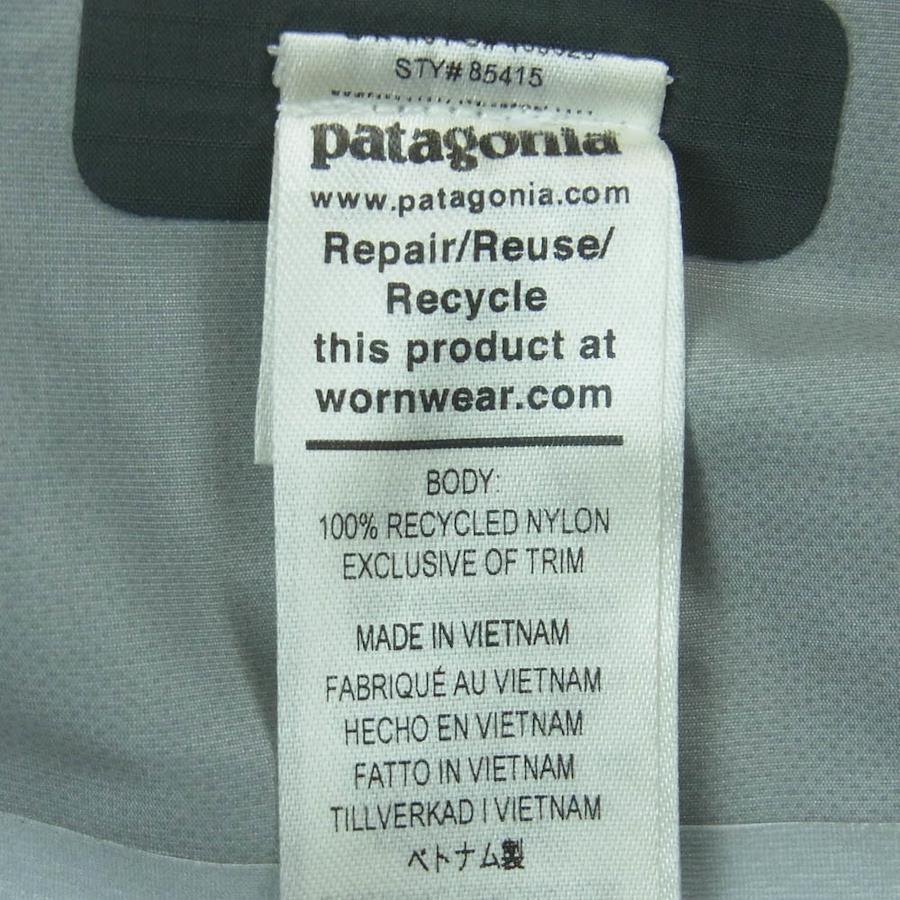 STY# 85415
patagonia
www.patagonia.com
Repair/Reuse/
Recycle
this product at
wornwear.com
BODY:
100% RECYCLED NYLON
EXCLUSIVE OF TRIM
MADE IN VIETNAM
FABRIQUÉ AU VIETNAM
HECHO EN VIETNAM
FATTO IN VIETNAM
TILLVERKAD I VIETNAM
ベトナム製